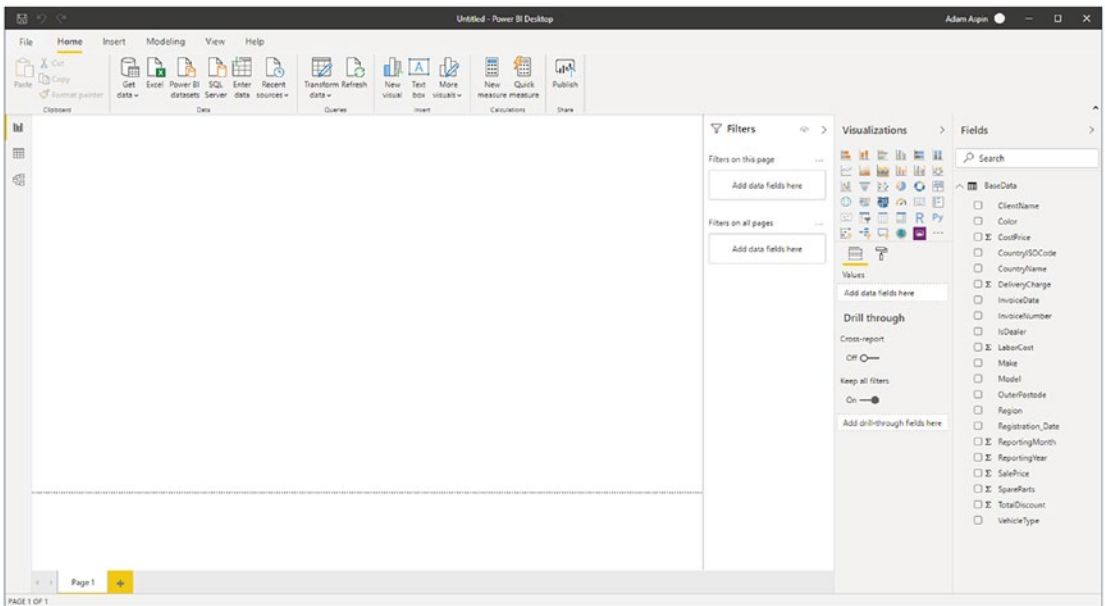 Untitled - Power BI Desktop
Adam Aspin
File Home Insert Modeling View Help
Paste
Cut
Copy
Format painter
Clipboard
Get data
Excel
Power BI datasets
SQL Server
Enter data
Recent sources
Data
Transform data
Refresh
Queries
New visual
Text box
More visuals
Insert
New measure
Quick measure
Calculations
Publish
Share
Filters
Filters on this page
Add data fields here
Filters on all pages
Add data fields here
Visualizations
R Py
Values
Add data fields here
Drill through
Cross-report
Off
Keep all filters
On
Add drill-through fields here
Fields
Search
BaseData
ClientName
Color
Σ CostPrice
CountryISOCode
CountryName
Σ DeliveryCharge
InvoiceDate
InvoiceNumber
IsDealer
Σ LaborCost
Make
Model
OuterPostode
Region
Registration_Date
Σ ReportingMonth
Σ ReportingYear
Σ SalePrice
Σ SpareParts
Σ TotalDiscount
VehicleType
Page 1
PAGE 1 OF 1